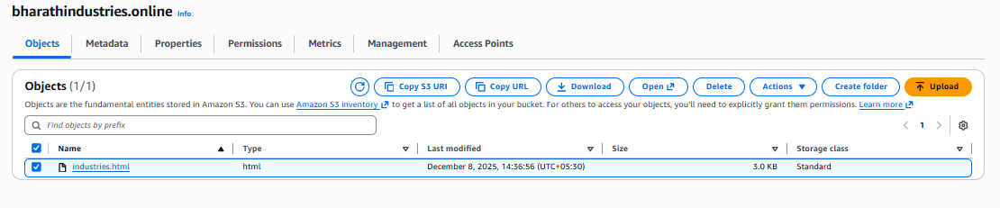 bharathindustries.online Info
Objects Metadata Properties Permissions Metrics Management Access Points
Objects (1/1) Copy S3 URI Copy URL Download Open Delete Actions Create folder Upload
Objects are the fundamental entities stored in Amazon S3. You can use Amazon S3 inventory to get a list of all objects in your bucket. For others to access your objects, you'll need to explicitly grant them permissions. Learn more
Find objects by prefix 1
Name Type Last modified Size Storage class
industries.html html December 8, 2025, 14:36:56 (UTC+05:30) 3.0 KB Standard